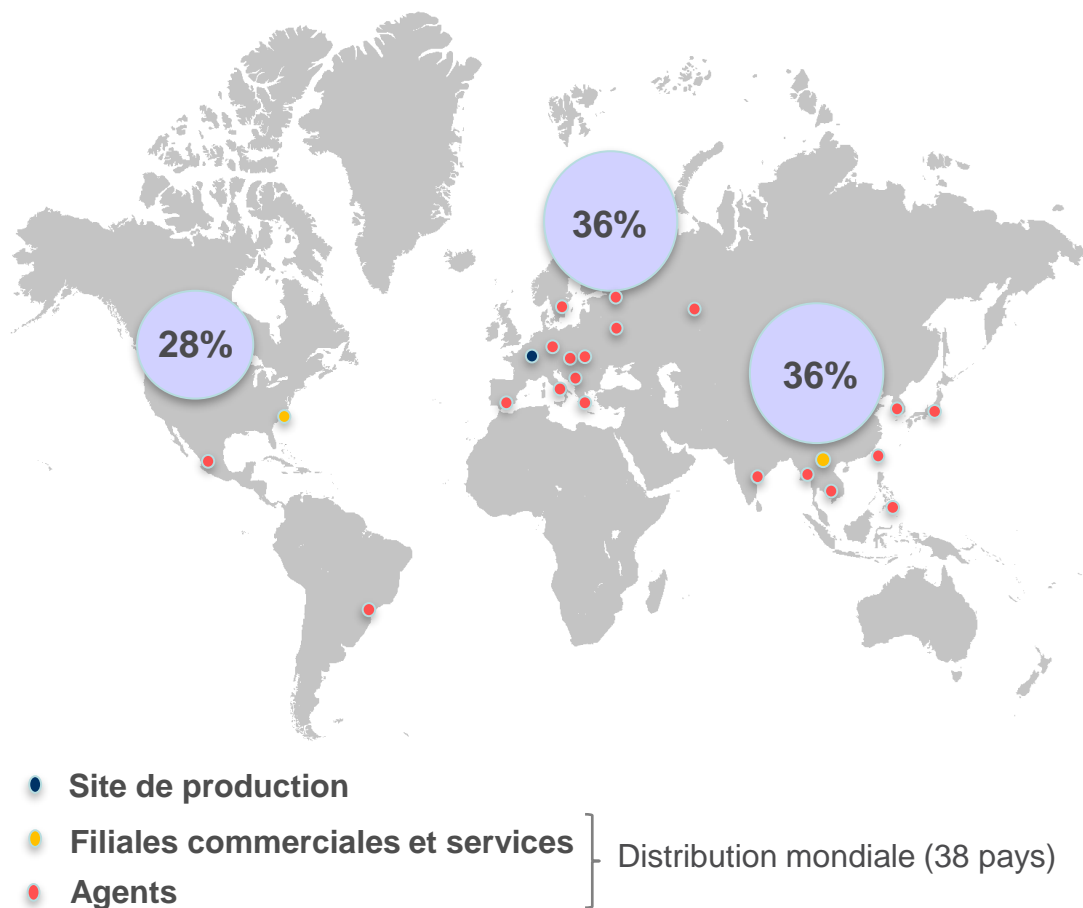 36%
28%
36%
Site de production
Filiales commerciales et services
Distribution mondiale (38 pays)
Agents